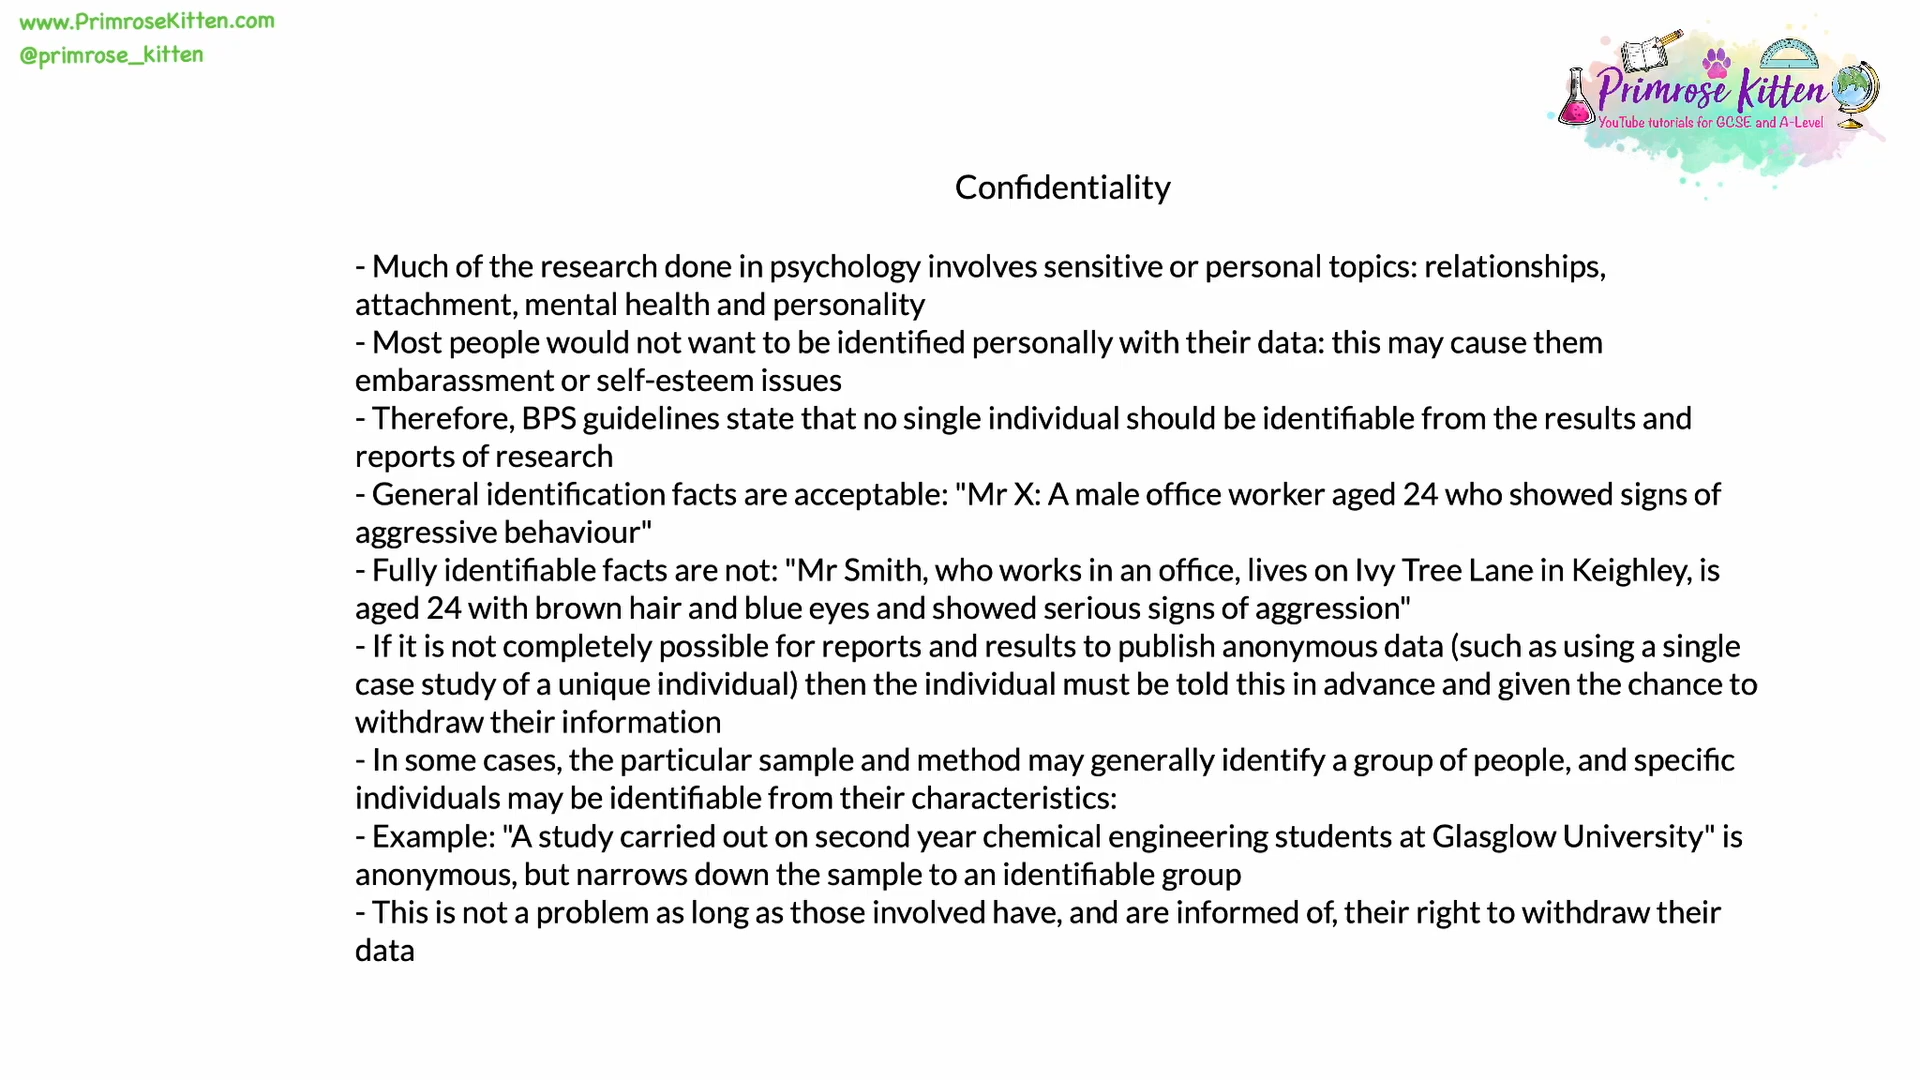 www.PrimroseKitten.com
@primrose_kitten
Primrose Kitten
YouTube tutorials for GCSE and A-Level
Confidentiality
- Much of the research done in psychology involves sensitive or personal topics: relationships,
attachment, mental health and personality
- Most people would not want to be identified personally with their data: this may cause them
embarassment or self-esteem issues
- Therefore, BPS guidelines state that no single individual should be identifiable from the results and
reports of research
- General identification facts are acceptable: "Mr X: A male office worker aged 24 who showed signs of
aggressive behaviour"
- Fully identifiable facts are not: "Mr Smith, who works in an office, lives on Ivy Tree Lane in Keighley, is
aged 24 with brown hair and blue eyes and showed serious signs of aggression"
- If it is not completely possible for reports and results to publish anonymous data (such as using a single
case study of a unique individual) then the individual must be told this in advance and given the chance to
withdraw their information
- In some cases, the particular sample and method may generally identify a group of people, and specific
individuals may be identifiable from their characteristics:
- Example: "A study carried out on second year chemical engineering students at Glasglow University" is
anonymous, but narrows down the sample to an identifiable group
- This is not a problem as long as those involved have, and are informed of, their right to withdraw their
data